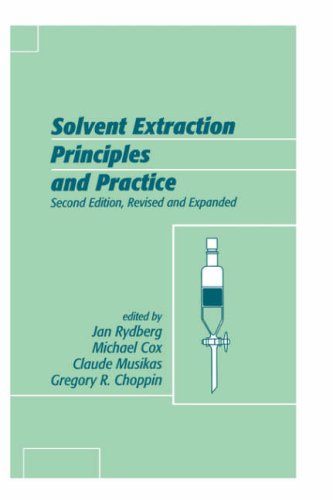 Solvent Extraction
Principles
and Practice
Second Edition, Revised and Expanded
edited by
Jan Rydberg
Michael Cox
Claude Musikas
Gregory R. Choppin